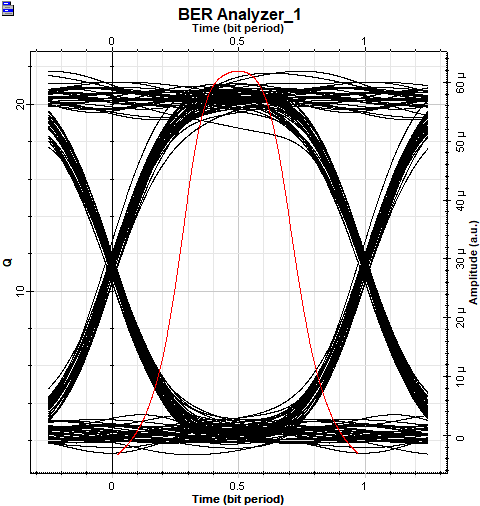 BER Analyzer_1
Time (bit period)
0 0.5 1
20
10
Q
60 µ
50 µ
40 µ
30 µ
20 µ
10 µ
0
Amplitude (a.u.)
0 0.5 1
Time (bit period)